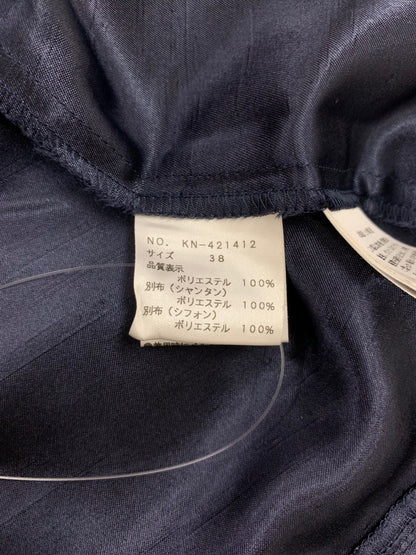 NO. KN-421412
サイズ 38
品質表示
ポリエステル 100%
別布(シャンタン)
ポリエステル 100%
別布(シフォン)
ポリエステル 100%